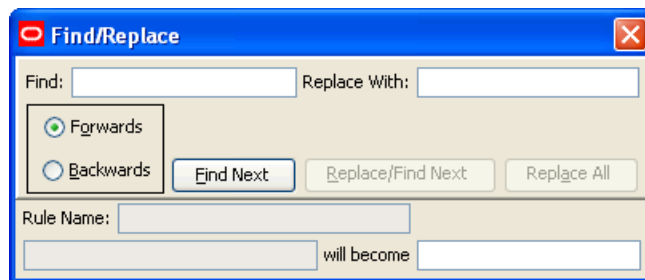 Find/Replace
Find: Replace With:
Forwards
Backwards Find Next Replace/Find Next Replace All
Rule Name:
will become